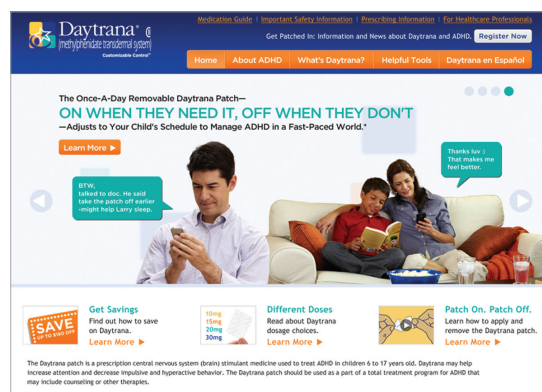 Medication Guide | Important Safety Information | Prescribing Information | For Healthcare Professionals
Daytrana®
(methylphenidate transdermal system)
Customizable Control™
Get Patched In: Information and News about Daytrana and ADHD. Register Now
Home About ADHD What's Daytrana? Helpful Tools Daytrana en Español
The Once-A-Day Removable Daytrana Patch—
ON WHEN THEY NEED IT, OFF WHEN THEY DON'T
—Adjusts to Your Child's Schedule to Manage ADHD in a Fast-Paced World.*
Learn More
BTW,
talked to doc. He said
take the patch off earlier
-might help Larry sleep.
Thanks luv :)
That makes me
feel better.
SAVE
UP TO $160 OFF
Get Savings
Find out how to save
on Daytrana.
Learn More
10mg
15mg
20mg
30mg
Different Doses
Read about Daytrana
dosage choices.
Learn More
Patch On. Patch Off.
Learn how to apply and
remove the Daytrana patch.
Learn More
The Daytrana patch is a prescription central nervous system (brain) stimulant medicine used to treat ADHD in children 6 to 17 years old. Daytrana may help
increase attention and decrease impulsive and hyperactive behavior. The Daytrana patch should be used as a part of a total treatment program for ADHD that
may include counseling or other therapies.